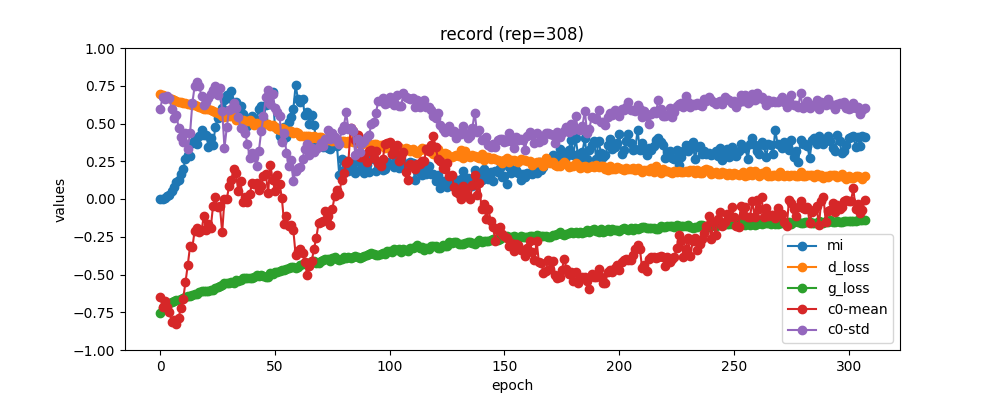 record (rep=308)
values
1.00
0.75
0.50
0.25
0.00
−0.25
−0.50
−0.75
−1.00
0 50 100 150 200 250 300
epoch
mi
d_loss
g_loss
c0-mean
c0-std